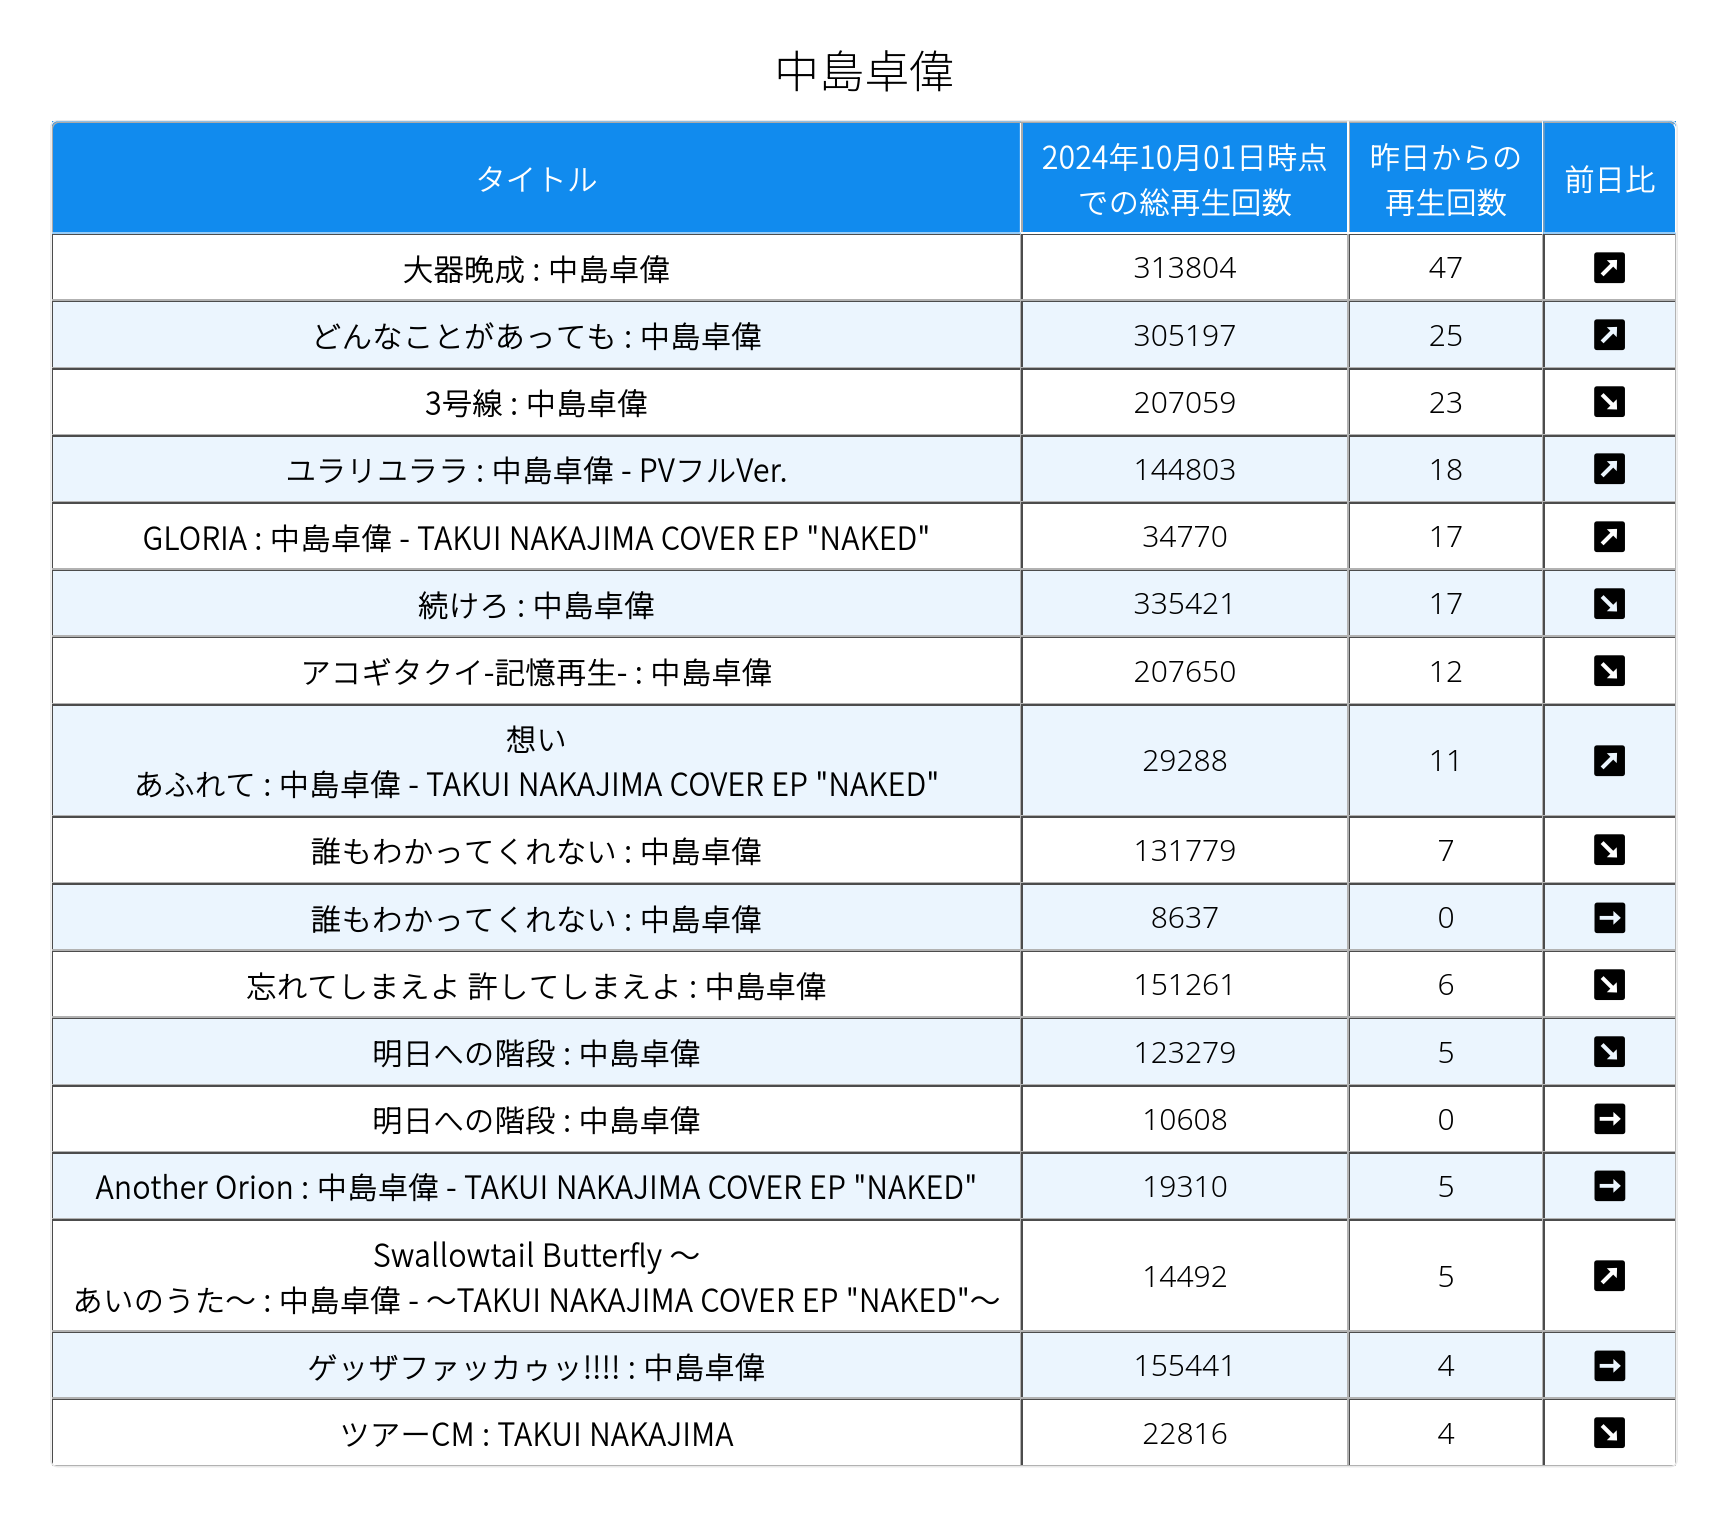 中島卓偉
タイトル 2024年10月01日時点 昨日からの 前日比
での総再生回数 再生回数
大器晩成 : 中島卓偉 313804 47 ↗
どんなことがあっても : 中島卓偉 305197 25 ↗
3号線 : 中島卓偉 207059 23 ↘
ユラリユララ : 中島卓偉 - PVフルVer. 144803 18 ↗
GLORIA : 中島卓偉 - TAKUI NAKAJIMA COVER EP "NAKED" 34770 17 ↗
続けろ : 中島卓偉 335421 17 ↘
アコギタクイ-記憶再生- : 中島卓偉 207650 12 ↘
想い
あふれて : 中島卓偉 - TAKUI NAKAJIMA COVER EP "NAKED" 29288 11 ↗
誰もわかってくれない : 中島卓偉 131779 7 ↘
誰もわかってくれない : 中島卓偉 8637 0 →
忘れてしまえよ 許してしまえよ : 中島卓偉 151261 6 ↘
明日への階段 : 中島卓偉 123279 5 ↘
明日への階段 : 中島卓偉 10608 0 →
Another Orion : 中島卓偉 - TAKUI NAKAJIMA COVER EP "NAKED" 19310 5 →
Swallowtail Butterfly ～
あいのうた～ : 中島卓偉 - ～TAKUI NAKAJIMA COVER EP "NAKED"～ 14492 5 ↗
ゲッザファッカゥッ!!!! : 中島卓偉 155441 4 →
ツアーCM : TAKUI NAKAJIMA 22816 4 ↘